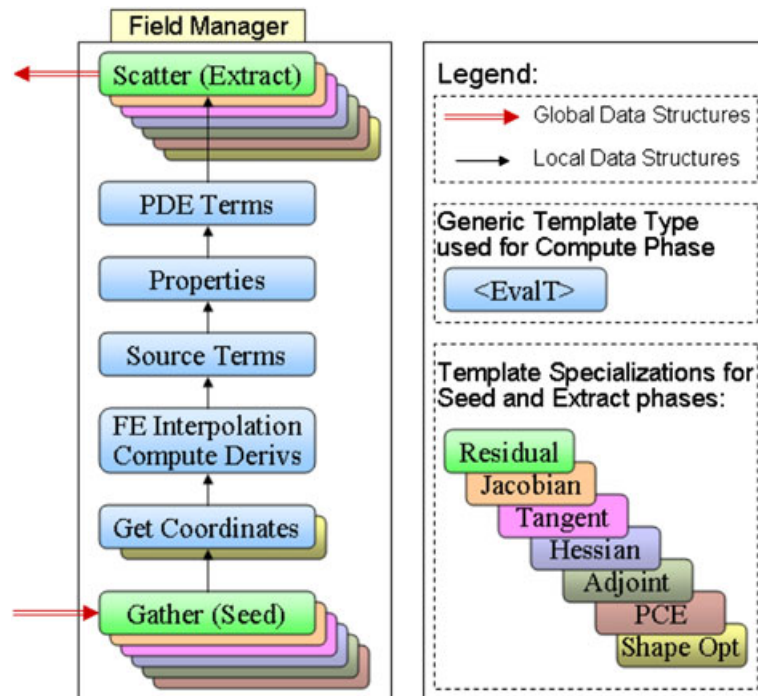 Field Manager
Scatter (Extract)
PDE Terms
Properties
Source Terms
FE Interpolation
Compute Derivs
Get Coordinates
Gather (Seed)
Legend:
Global Data Structures
Local Data Structures
Generic Template Type
used for Compute Phase
<EvalT>
Template Specializations for
Seed and Extract phases:
Residual
Jacobian
Tangent
Hessian
Adjoint
PCE
Shape Opt